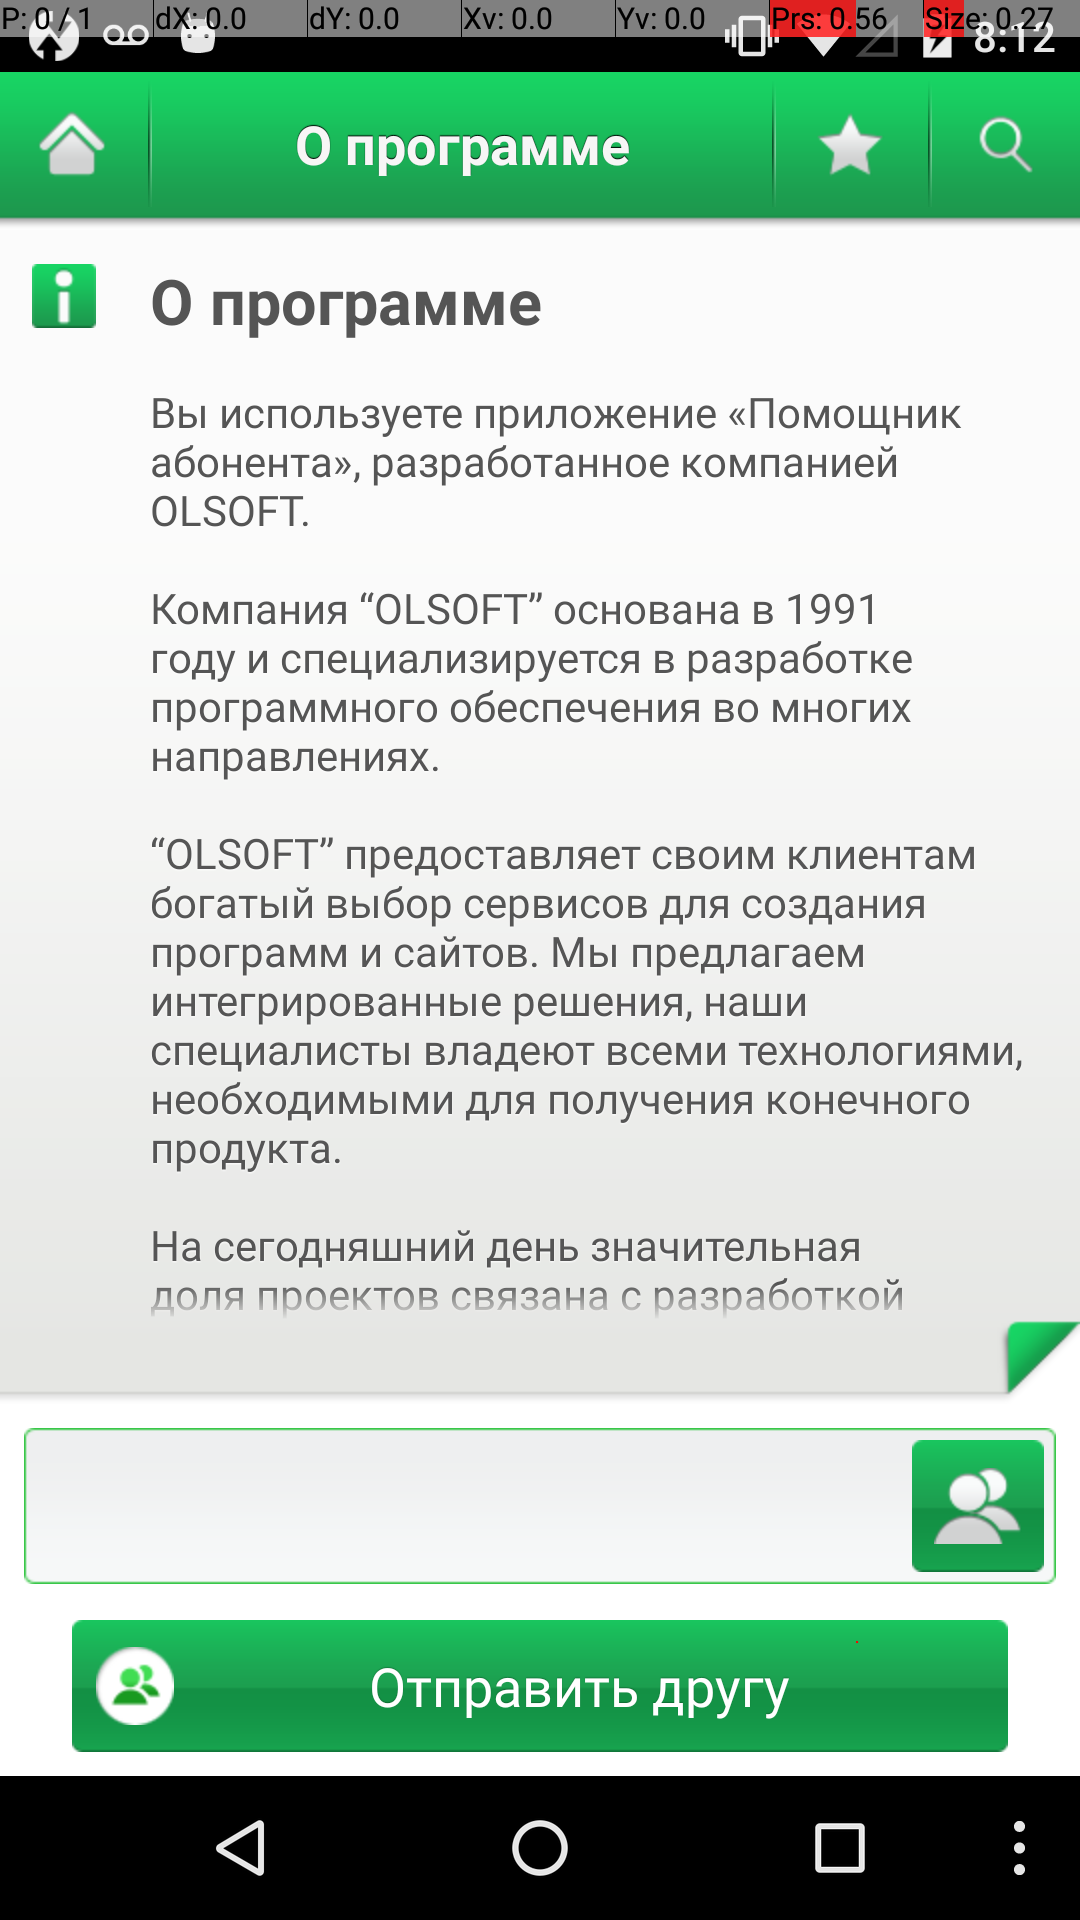 P: 0 / 1 dX: 0.0 dY: 0.0 Xv: 0.0 Yv: 0.0 Prs: 0.56 Size: 0.27
8:12
О программе
О программе
Вы используете приложение «Помощник
абонента», разработанное компанией
OLSOFT.
Компания “OLSOFT” основана в 1991
году и специализируется в разработке
программного обеспечения во многих
направлениях.
“OLSOFT” предоставляет своим клиентам
богатый выбор сервисов для создания
программ и сайтов. Мы предлагаем
интегрированные решения, наши
специалисты владеют всеми технологиями,
необходимыми для получения конечного
продукта.
На сегодняшний день значительная
доля проектов связана с разработкой
Отправить другу